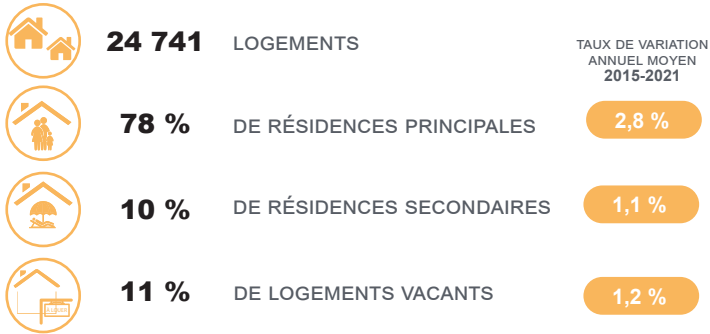 24 741 LOGEMENTS
TAUX DE VARIATION
ANNUEL MOYEN
2015-2021
78 % DE RÉSIDENCES PRINCIPALES 2,8 %
10 % DE RÉSIDENCES SECONDAIRES 1,1 %
11 % DE LOGEMENTS VACANTS 1,2 %